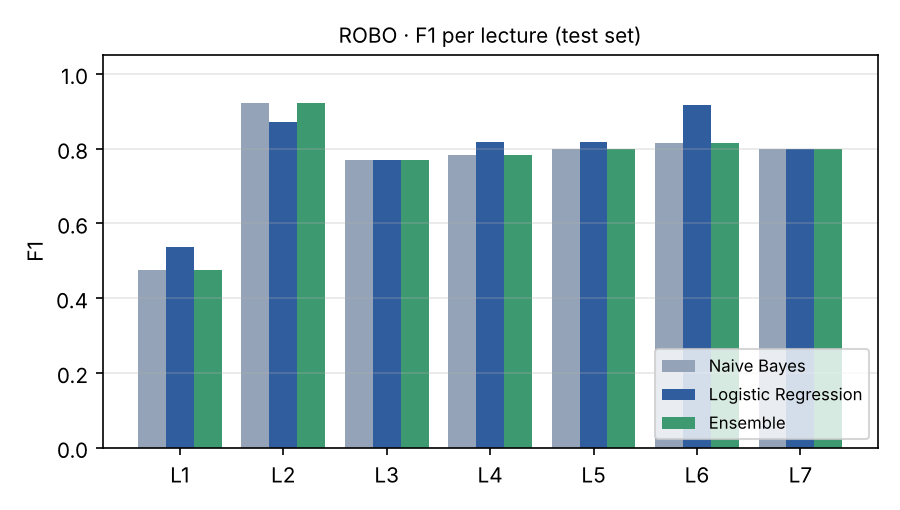 ROBO · F1 per lecture (test set)
F1
1.0
0.8
0.6
0.4
0.2
0.0
L1 L2 L3 L4 L5 L6 L7
Naive Bayes
Logistic Regression
Ensemble